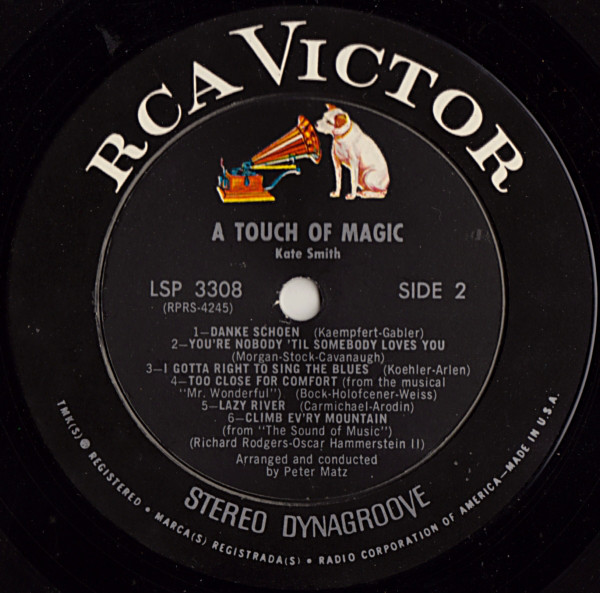 RCA VICTOR
A TOUCH OF MAGIC
Kate Smith
LSP 3308
(RPRS-4245)
SIDE 2
1—DANKE SCHOEN (Kaempfert-Gabler)
2—YOU'RE NOBODY 'TIL SOMEBODY LOVES YOU
(Morgan-Stock-Cavanaugh)
3—I GOTTA RIGHT TO SING THE BLUES (Koehler-Arlen)
4—TOO CLOSE FOR COMFORT (from the musical
"Mr. Wonderful") (Bock-Holofcener-Weiss)
5—LAZY RIVER (Carmichael-Arodin)
6—CLIMB EV'RY MOUNTAIN
(from "The Sound of Music")
(Richard Rodgers-Oscar Hammerstein II)
Arranged and conducted
by Peter Matz
STEREO DYNAGROOVE
TMK(S) ® REGISTERED • MARCA(S) REGISTRADA(S) • RADIO CORPORATION OF AMERICA—MADE IN U.S.A.